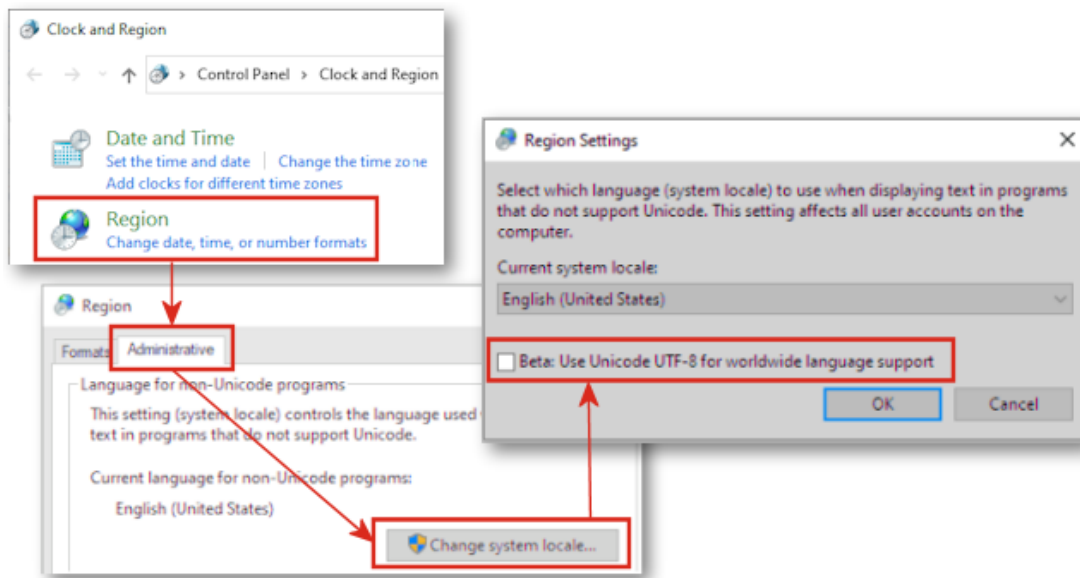 Clock and Region
Control Panel > Clock and Region
Date and Time
Set the time and date | Change the time zone
Add clocks for different time zones
Region
Change date, time, or number formats
Region
Formats
Administrative
Language for non-Unicode programs
This setting (system locale) controls the language used
text in programs that do not support Unicode.
Current language for non-Unicode programs:
English (United States)
Change system locale...
Region Settings
Select which language (system locale) to use when displaying text in programs
that do not support Unicode. This setting affects all user accounts on the
computer.
Current system locale:
English (United States)
Beta: Use Unicode UTF-8 for worldwide language support
OK
Cancel